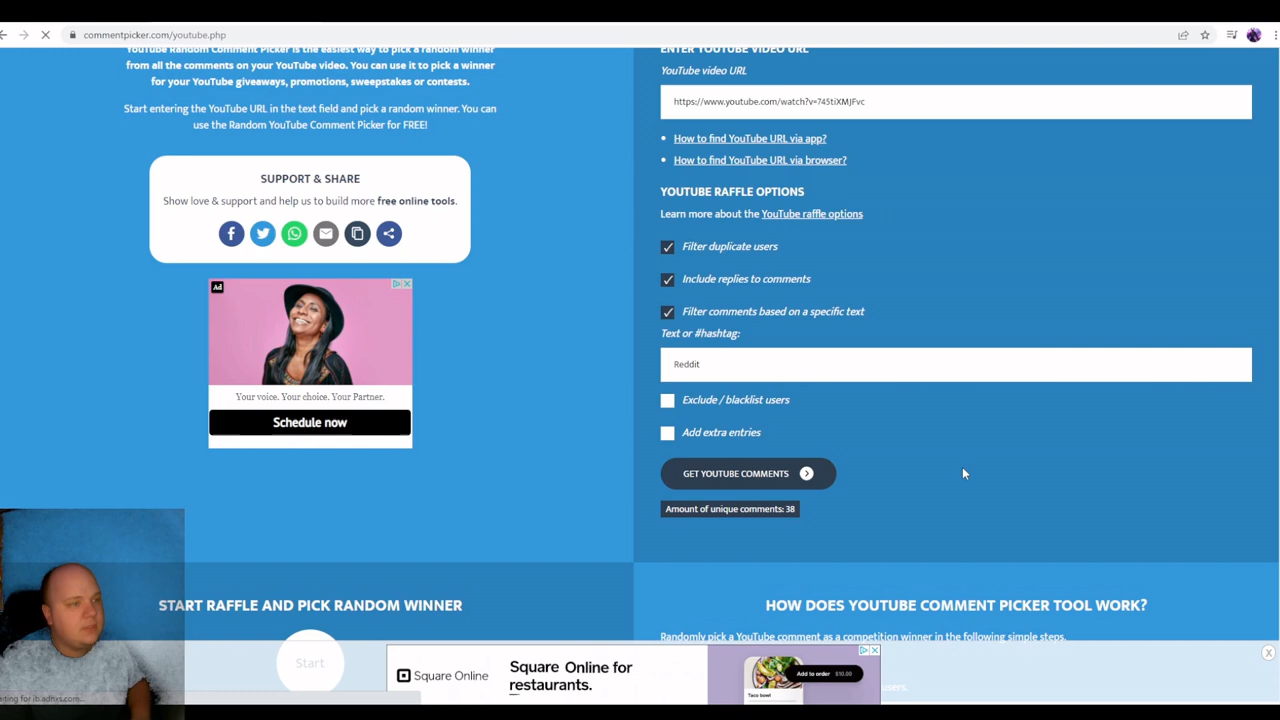 commentpicker.com/youtube.php
YouTube Random Comment Picker is the easiest way to pick a random winner
from all the comments on your YouTube video. You can use it to pick a winner
for your YouTube giveaways, promotions, sweepstakes or contests.
Start entering the YouTube URL in the text field and pick a random winner. You can
use the Random YouTube Comment Picker for FREE!
SUPPORT & SHARE
Show love & support and help us to build more free online tools.
Ad
Your voice. Your choice. Your Partner.
Schedule now
ENTER YOUTUBE VIDEO URL
YouTube video URL
https://www.youtube.com/watch?v=745tiXMJFvc
How to find YouTube URL via app?
How to find YouTube URL via browser?
YOUTUBE RAFFLE OPTIONS
Learn more about the YouTube raffle options
Filter duplicate users
Include replies to comments
Filter comments based on a specific text
Text or #hashtag:
Reddit
Exclude / blacklist users
Add extra entries
GET YOUTUBE COMMENTS
Amount of unique comments: 38
START RAFFLE AND PICK RANDOM WINNER
Start
HOW DOES YOUTUBE COMMENT PICKER TOOL WORK?
Randomly pick a YouTube comment as a competition winner in the following simple steps.
users.
Square Online
Square Online for
restaurants.
Add to order $10.00
Taco bowl
for ib.adnxs.com...